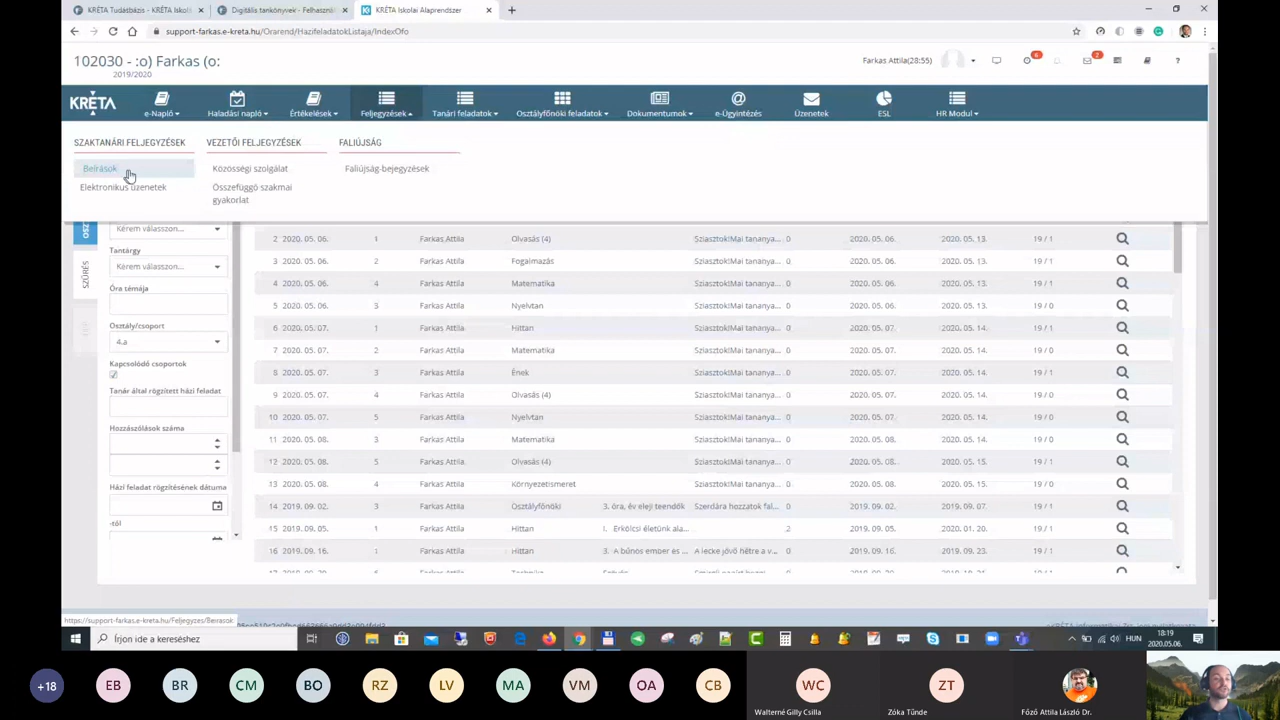 KRÉTA Tudásbázis - KRÉTA Iskol
Digitális tankönyvek - Felhasznál
KRÉTA Iskolai Alaprendszer
support-farkas.e-kreta.hu/Orarend/HazifeladatokListaja/IndexOfo
102030 - :o) Farkas (o:
2019/2020
Farkas Attila(28:55)
6
7
?
KRÉTA
e-Napló
Haladási napló
Értékelések
Feljegyzések
Tanári feladatok
Osztályfőnöki feladatok
Dokumentumok
e-Ügyintézés
Üzenetek
ESL
HR Modul
SZAKTANÁRI FELJEGYZÉSEK
VEZETŐI FELJEGYZÉSEK
FALIÚJSÁG
Beírások
Közösségi szolgálat
Faliújság-bejegyzések
Elektronikus üzenetek
Összefüggő szakmai
gyakorlat
SZŰRÉS
Kérem válasszon...
Tantárgy
Kérem válasszon...
Óra témája
Osztály/csoport
4.a
Kapcsolódó csoportok
Tanár által rögzített házi feladat
Hozzászólások száma
Házi feladat rögzítésének dátuma
-tól
2 2020. 05. 06. 1 Farkas Attila Olvasás (4) Sziasztok!Mai tananya... 0 2020. 05. 06. 2020. 05. 13. 19 / 1
3 2020. 05. 06. 2 Farkas Attila Fogalmazás Sziasztok!Mai tananya... 0 2020. 05. 06. 2020. 05. 13. 19 / 1
4 2020. 05. 06. 4 Farkas Attila Matematika Sziasztok!Mai tananya... 0 2020. 05. 06. 2020. 05. 13. 19 / 1
5 2020. 05. 06. 3 Farkas Attila Nyelvtan Sziasztok!Mai tananya... 0 2020. 05. 06. 2020. 05. 13. 19 / 0
6 2020. 05. 07. 1 Farkas Attila Hittan Sziasztok!Mai tananya... 0 2020. 05. 07. 2020. 05. 14. 19 / 1
7 2020. 05. 07. 2 Farkas Attila Matematika Sziasztok!Mai tananya... 0 2020. 05. 07. 2020. 05. 14. 19 / 0
8 2020. 05. 07. 3 Farkas Attila Ének Sziasztok!Mai tananya... 0 2020. 05. 07. 2020. 05. 14. 19 / 1
9 2020. 05. 07. 4 Farkas Attila Olvasás (4) Sziasztok!Mai tananya... 0 2020. 05. 07. 2020. 05. 14. 19 / 1
10 2020. 05. 07. 5 Farkas Attila Nyelvtan Sziasztok!Mai tananya... 0 2020. 05. 07. 2020. 05. 14. 19 / 0
11 2020. 05. 08. 3 Farkas Attila Matematika Sziasztok!Mai tananya... 0 2020. 05. 08. 2020. 05. 14. 19 / 1
12 2020. 05. 08. 5 Farkas Attila Olvasás (4) Sziasztok!Mai tananya... 0 2020. 05. 08. 2020. 05. 15. 19 / 1
13 2020. 05. 08. 4 Farkas Attila Környezetismeret 0 2020. 05. 08. 2020. 05. 15. 19 / 1
14 2019. 09. 02. 3 Farkas Attila Osztályfőnöki 3. óra, év eleji teendők Szerdára hozzatok fal... 0 2019. 09. 02. 2019. 09. 07. 19 / 1
15 2019. 09. 05. 1 Farkas Attila Hittan I. Erkölcsi életünk ala... 2 2019. 09. 05. 2020. 01. 20. 19 / 1
16 2019. 09. 16. 1 Farkas Attila Hittan 3. A bűnös ember és ... A lecke jövő hétre a v... 0 2019. 09. 16. 2019. 09. 23. 19 / 1
https://support-farkas.e-kreta.hu/Feljegyzes/Beirasok
Írjon ide a kereséshez
HUN
18:19
2020.05.06.
+18
EB
BR
CM
BO
RZ
LV
MA
VM
OA
CB
WC
ZT
Walterné Gilly Csilla
Zóka Tünde
Főző Attila László Dr.